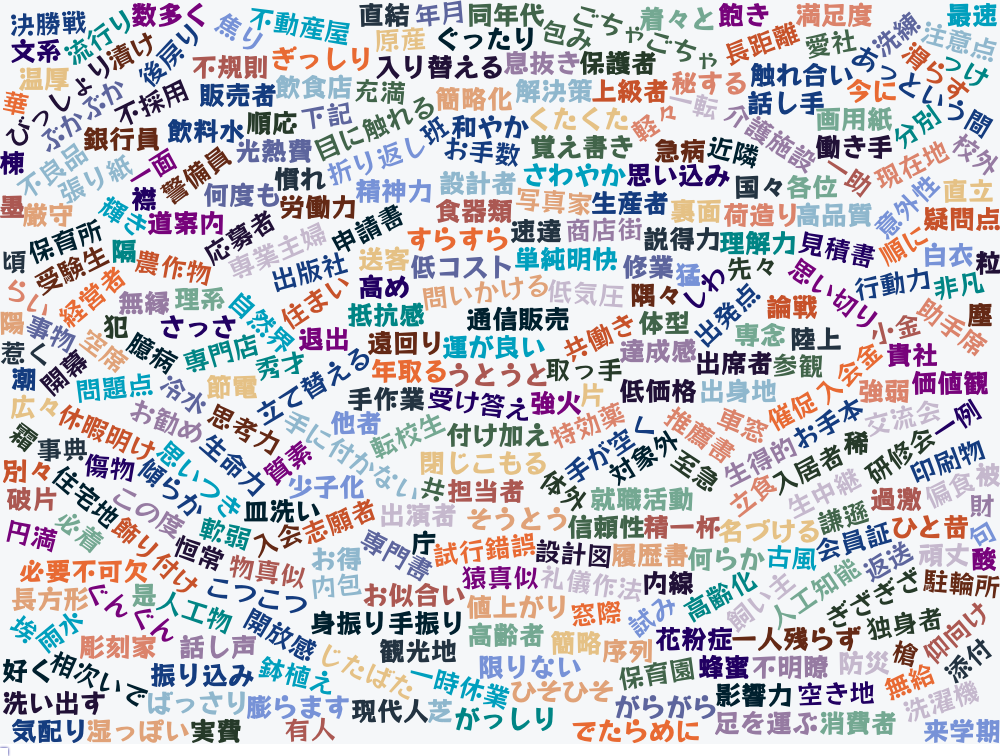 決勝戦 流行り 数多く 焦り 不動産屋 直結 年月 同年代 ごちゃごちゃ 着々と 飽き 満足度 最速
文系 びっしょり 漬け 後戻り 原産 ぐったり 包み 長距離 愛社 洗練 注意点
温厚 不規則 ぎっしり 入り替える 息抜き 保護者 秘する 触れ合い あっという間 滑らす つけ
華 ぶかぶか 不採用 販売者 飲食店 充満 簡略化 解決策 上級者 一転 話し手 今に 画用紙 分別
銀行員 飲料水 順応 下記 目に触れる 班 和やか くたくた 軽々 介護施設 働き手 校外
棟 不良品 張り紙 一面 警備員 光熱費 折り返し お手数 覚え書き 急病 近隣 一助 現在地
襟 何度も 慣れ 精神力 設計者 さわやか 思い込み 国々 各位 意外性 直立
墨 厳守 輝き 道案内 応募者 労働力 申請書 食器類 写真家 生産者 裏面 荷造り 高品質 疑問点
頃 保育所 隔 専業主婦 すらすら 速達 商店街 説得力 理解力 見積書 順に 白衣 粒
受験生 農作物 出版社 送客 低コスト 単純明快 修業 猛 しわ 先々 思い切り 行動力 非凡
らい 経営者 無縁 理系 自然界 住まい 高め 問いかける 低気圧 隅々 出発点 論戦 助手席 塵
陽 事物 空席 犯 さっさ 抵抗感 通信販売 共働き 体型 専念 陸上 小金
惹く 開幕 臆病 専門店 秀才 退出 遠回り 運が良い 達成感 出席者 参観 入会金 貴社
潮 問題点 冷水 節電 立て替える 年取る うとうと 取っ手 低価格 出身地 強弱 価値観
広々 休暇明け お勧め 思考力 手に付かない 他者 手作業 受け答え 強火 片 推薦書 車窓 催促 お手本 交流会 一例
霜 事典 傷物 思いつき 生命力 質素 転校生 付け加え 特効薬 手が空く 対象外 至急 生得的 入居者 稀 研修会 印刷物
別々 住宅地 傾らか 少子化 閉じこもる 体外 立食 生中継 偏食 被
破片 この度 皿洗い 共 担当者 就職活動 過激 財
円満 必着 飾り付け 軟弱 入会 志願者 出演者 そうとう 信頼性 精一杯 名づける 謙遜 会員証 ひと昔 句
必要不可欠 恒常 物真似 お得 専門書 庁 試行錯誤 設計図 履歴書 何らか 古風 返送 頑丈 酸
長方形 ぐんぐん 是 人工物 こつこつ 内包 お似合い 猿真似 礼儀作法 内線 高齢化 飼い主 人工知能 ぎざぎざ 駐輪所
埃 雨水 開放感 身振り手振り 値上がり 窓際 試み 独身者 仰向け
彫刻家 話し声 観光地 高齢者 簡略 序列 花粉症 一人残らず 槍 添付
好く 相次いで 振り込み 鉢植え じたばた 一時休業 限りない 保育園 蜂蜜 不明瞭 防災 無給
洗い出す ばっさり 膨らます 現代人 芝 ひそひそ がらがら 影響力 空き地 洗濯機
気配り 湿っぽい 実費 有人 がっしり でたらめに 足を運ぶ 消費者 来学期